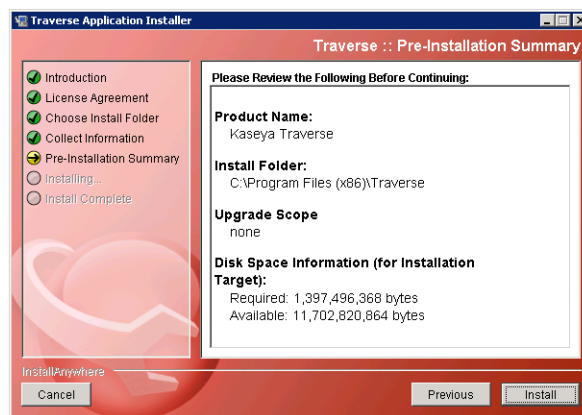 Traverse Application Installer
Traverse :: Pre-Installation Summary
Introduction
License Agreement
Choose Install Folder
Collect Information
Pre-Installation Summary
Installing...
Install Complete
Please Review the Following Before Continuing:
Product Name:
Kaseya Traverse
Install Folder:
C:\Program Files (x86)\Traverse
Upgrade Scope
none
Disk Space Information (for Installation
Target):
Required: 1,397,496,368 bytes
Available: 11,702,820,864 bytes
InstallAnywhere
Cancel
Previous
Install